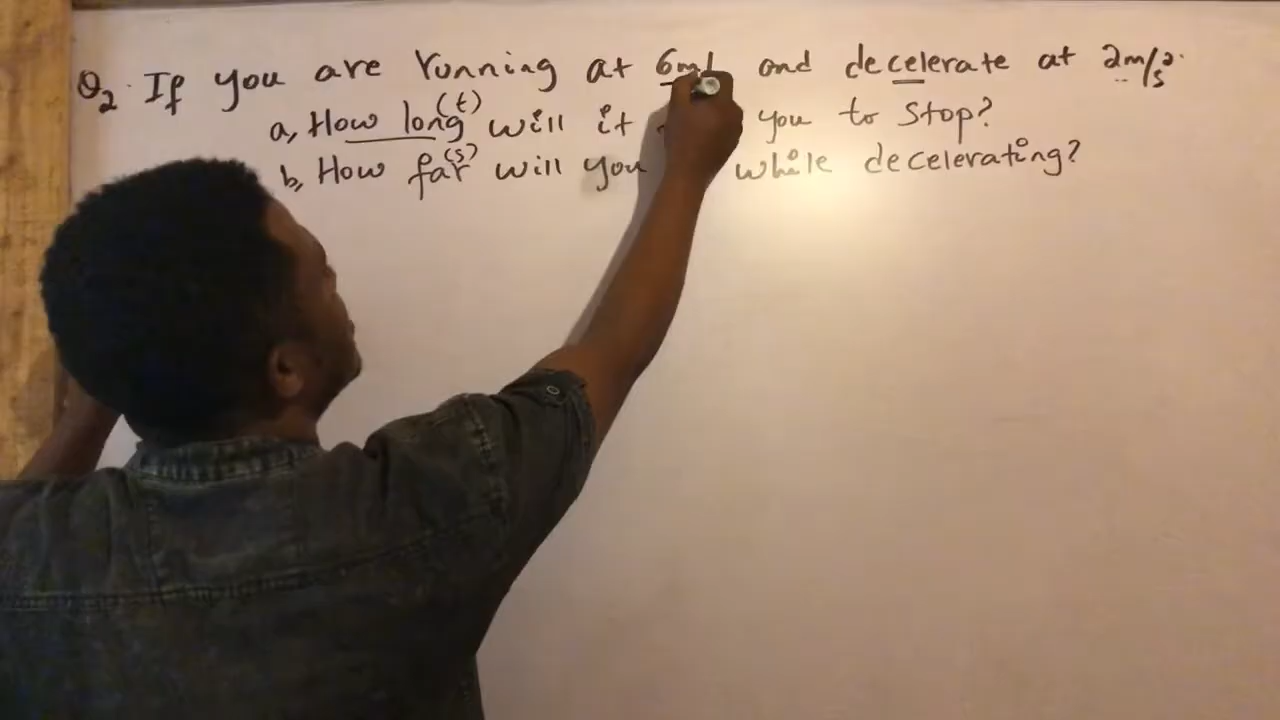 Q2. If you are running at 6m/ and decelerate at 2m/s².
a, How long (t) will it you to stop?
b, How far (s) will you while decelerating?